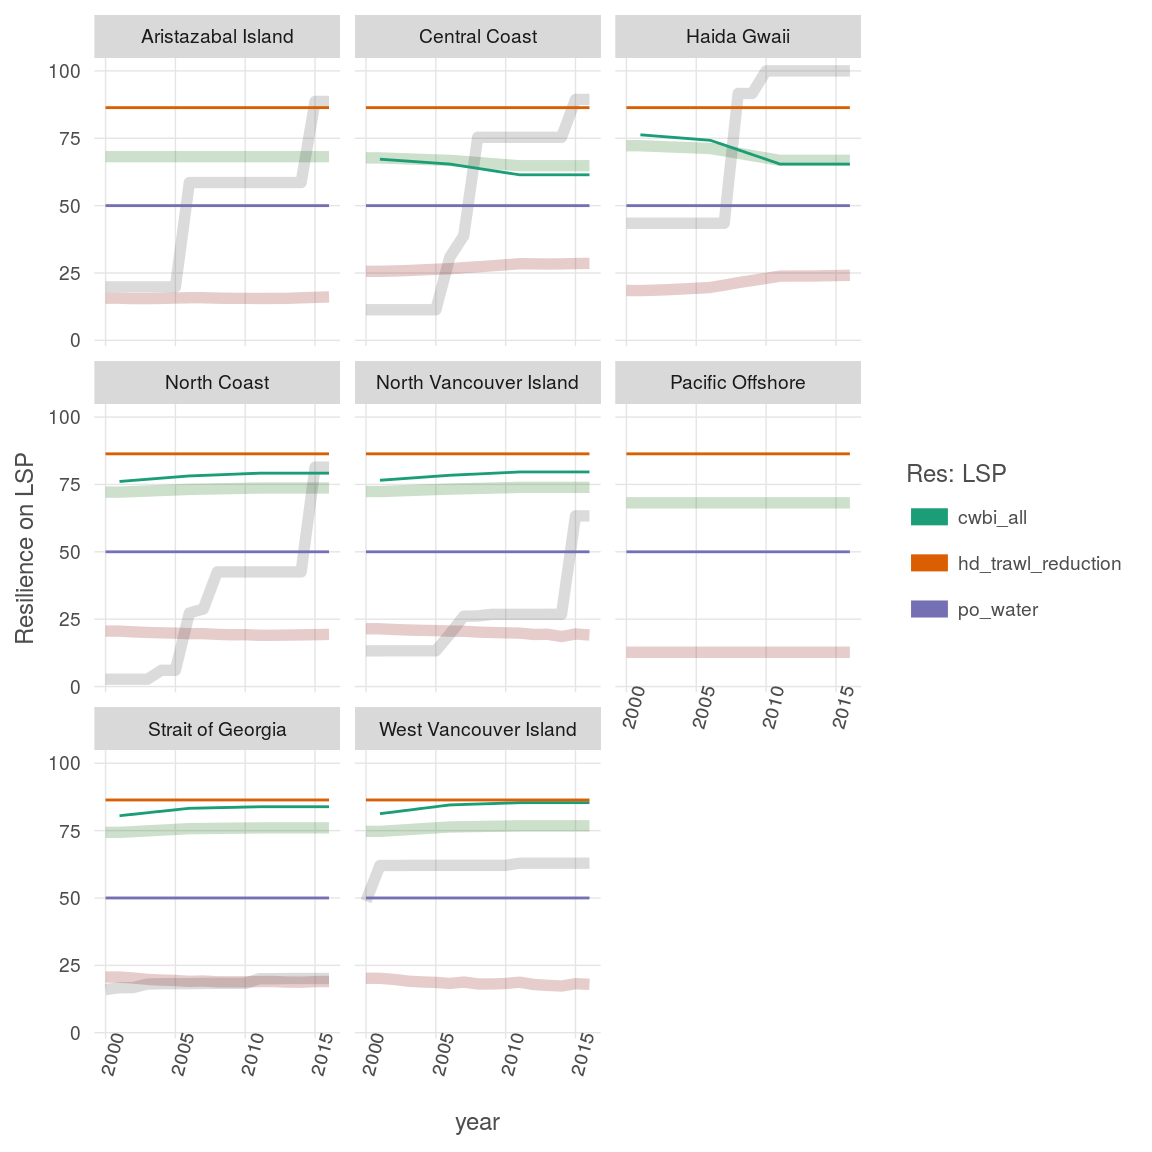 Aristazabal Island
Central Coast
Haida Gwaii
100
75
50
25
0
North Coast
North Vancouver Island
Pacific Offshore
100
75
50
25
0
2000
2005
2010
2015
Strait of Georgia
West Vancouver Island
100
75
50
25
0
2000
2005
2010
2015
2000
2005
2010
2015
year
Resilience on LSP
Res: LSP
cwbi_all
hd_trawl_reduction
po_water